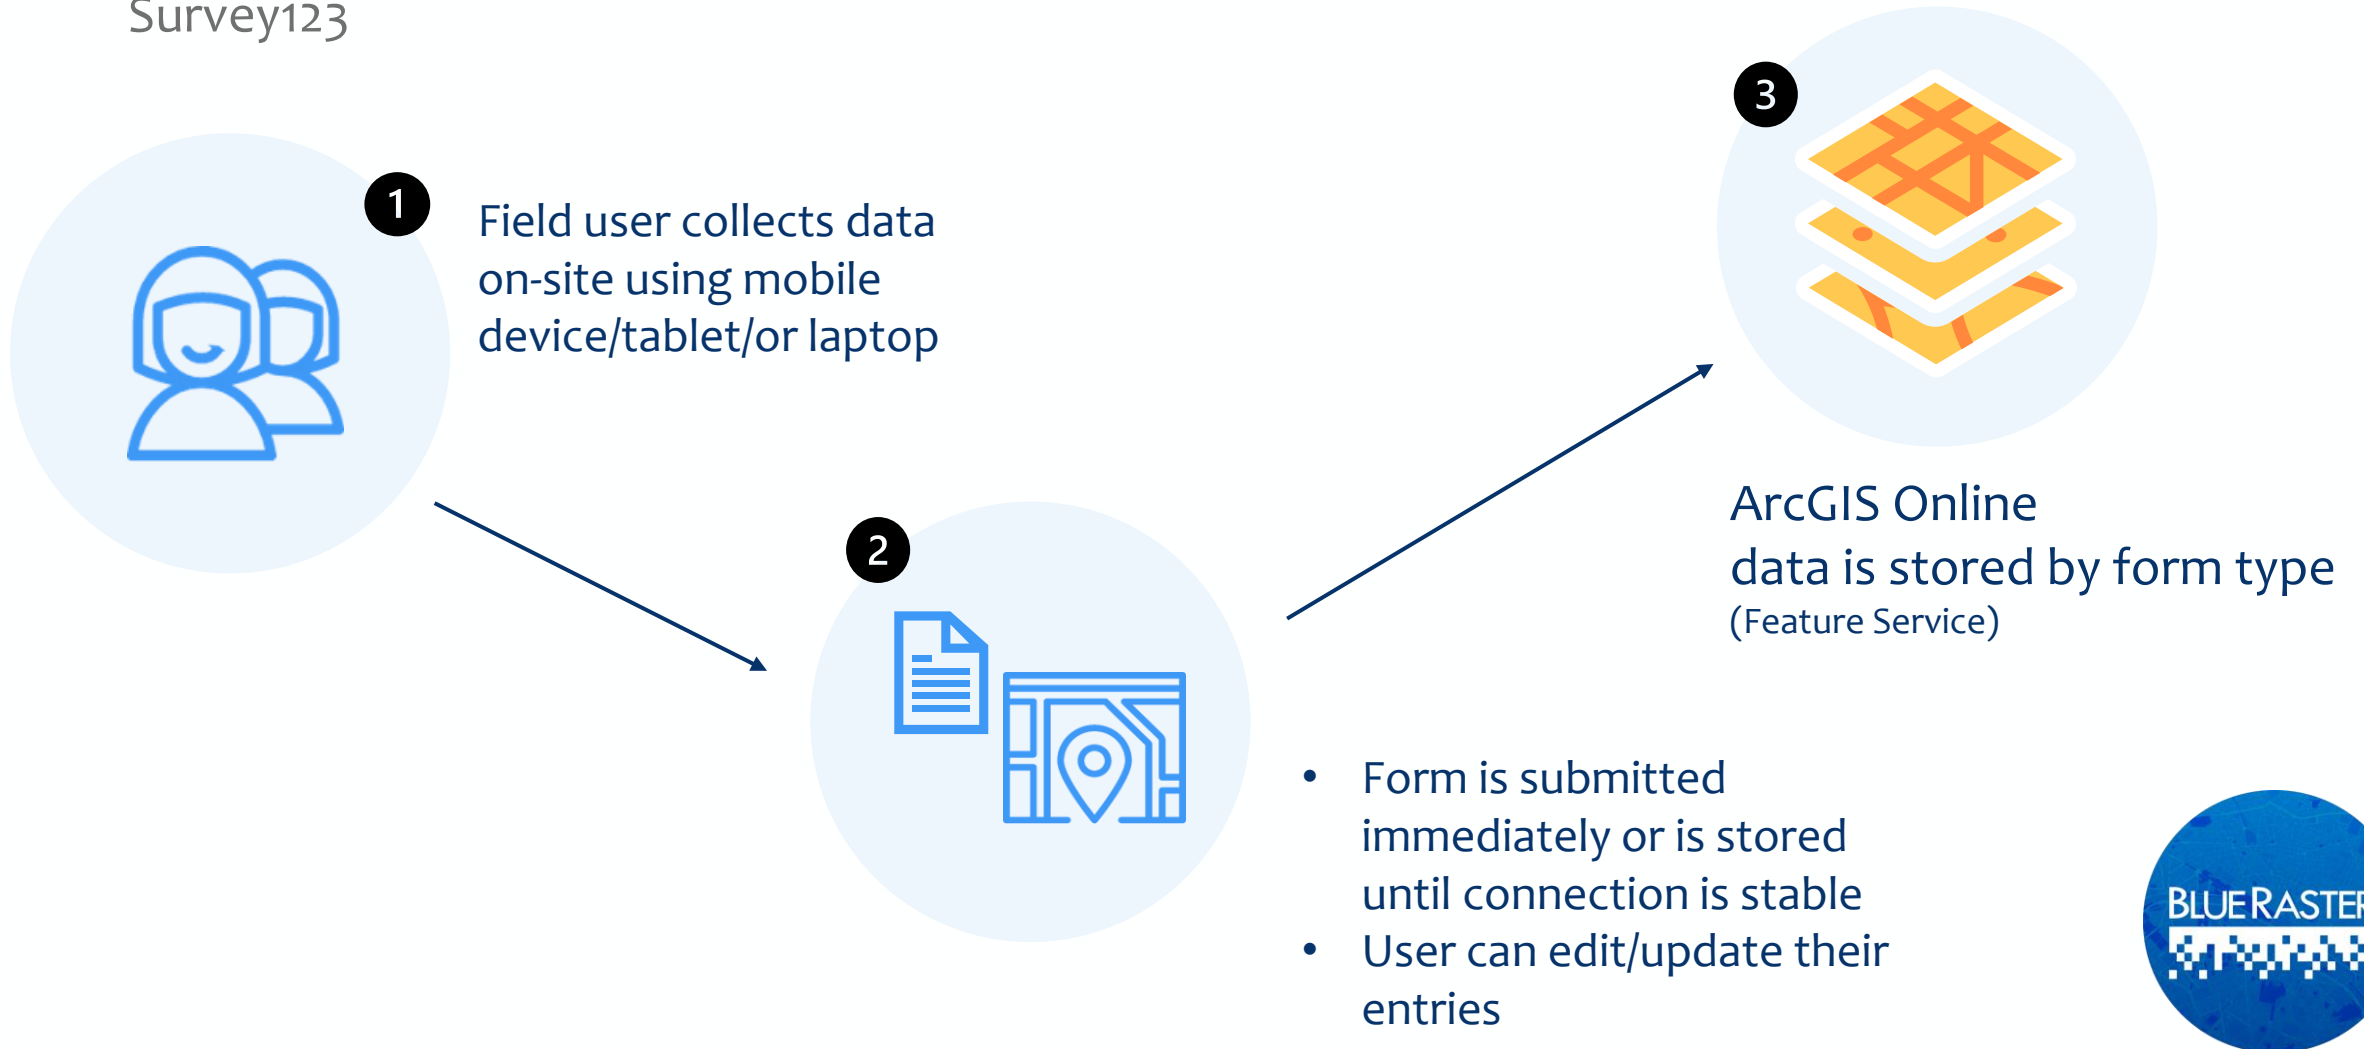 Survey123
1
Field user collects data
on-site using mobile
device/tablet/or laptop
2
• Form is submitted
immediately or is stored
until connection is stable
• User can edit/update their
entries
3
ArcGIS Online
data is stored by form type
(Feature Service)
BLUE RASTER